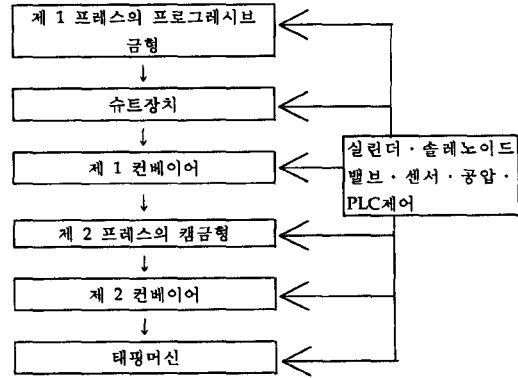 제 1 프레스의 프로그레시브
금형
↓
슈트장치
↓
제 1 컨베이어
↓
제 2 프레스의 캠금형
↓
제 2 컨베이어
↓
태핑머신
실린더 · 솔레노이드
밸브 · 센서 · 공압 ·
PLC제어